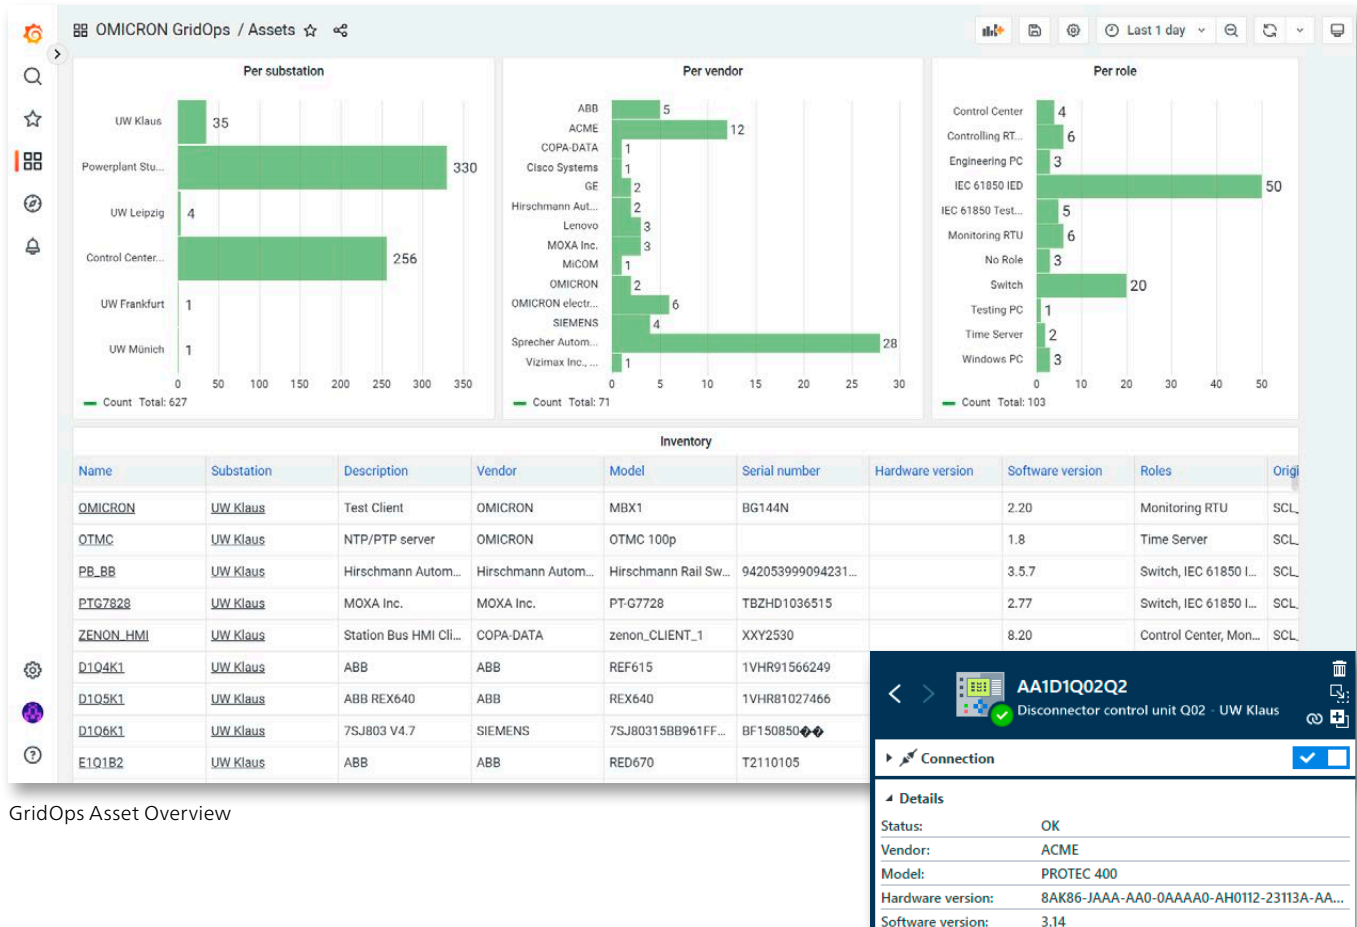 OMICRON GridOps / Assets
Last 1 day
Per substation
UW Klaus 35
Powerplant Stu... 330
UW Leipzig 4
Control Center... 256
UW Frankfurt 1
UW Münich 1
0 50 100 150 200 250 300 350
Count Total: 627
Per vendor
ABB 5
ACME 12
COPA-DATA 1
Cisco Systems 1
GE 2
Hirschmann Aut... 2
Lenovo 3
MOXA Inc. 3
MiCOM 1
OMICRON 2
OMICRON electr... 6
SIEMENS 4
Sprecher Autom... 28
Vizimax Inc., ... 1
0 5 10 15 20 25 30
Count Total: 71
Per role
Control Center 4
Controlling RT... 6
Engineering PC 3
IEC 61850 IED 50
IEC 61850 Test... 5
Monitoring RTU 6
No Role 3
Switch 20
Testing PC 1
Time Server 2
Windows PC 3
0 10 20 30 40 50
Count Total: 103
Inventory
Name Substation Description Vendor Model Serial number Hardware version Software version Roles Origi
OMICRON UW Klaus Test Client OMICRON MBX1 BG144N 2.20 Monitoring RTU SCL_
OTMC UW Klaus NTP/PTP server OMICRON OTMC 100p 1.8 Time Server SCL_
PB_BB UW Klaus Hirschmann Autom... Hirschmann Autom... Hirschmann Rail Sw... 942053999094231... 3.5.7 Switch, IEC 61850 I... SCL_
PTG7828 UW Klaus MOXA Inc. MOXA Inc. PT-G7728 TBZHD1036515 2.77 Switch, IEC 61850 I... SCL_
ZENON_HMI UW Klaus Station Bus HMI Cli... COPA-DATA zenon_CLIENT_1 XXY2530 8.20 Control Center, Mon... SCL_
D1Q4K1 UW Klaus ABB ABB REF615 1VHR91566249
D1Q5K1 UW Klaus ABB REX640 ABB REX640 1VHR81027466
D1Q6K1 UW Klaus 7SJ803 V4.7 SIEMENS 7SJ80315BB961FF... BF150850��
E1Q1B2 UW Klaus ABB ABB RED670 T2110105
AA1D1Q02Q2
Disconnector control unit Q02 - UW Klaus
Connection
Details
Status: OK
Vendor: ACME
Model: PROTEC 400
Hardware version: 8AK86-JAAA-AA0-0AAAA0-AH0112-23113A-AA...
Software version: 3.14
GridOps Asset Overview